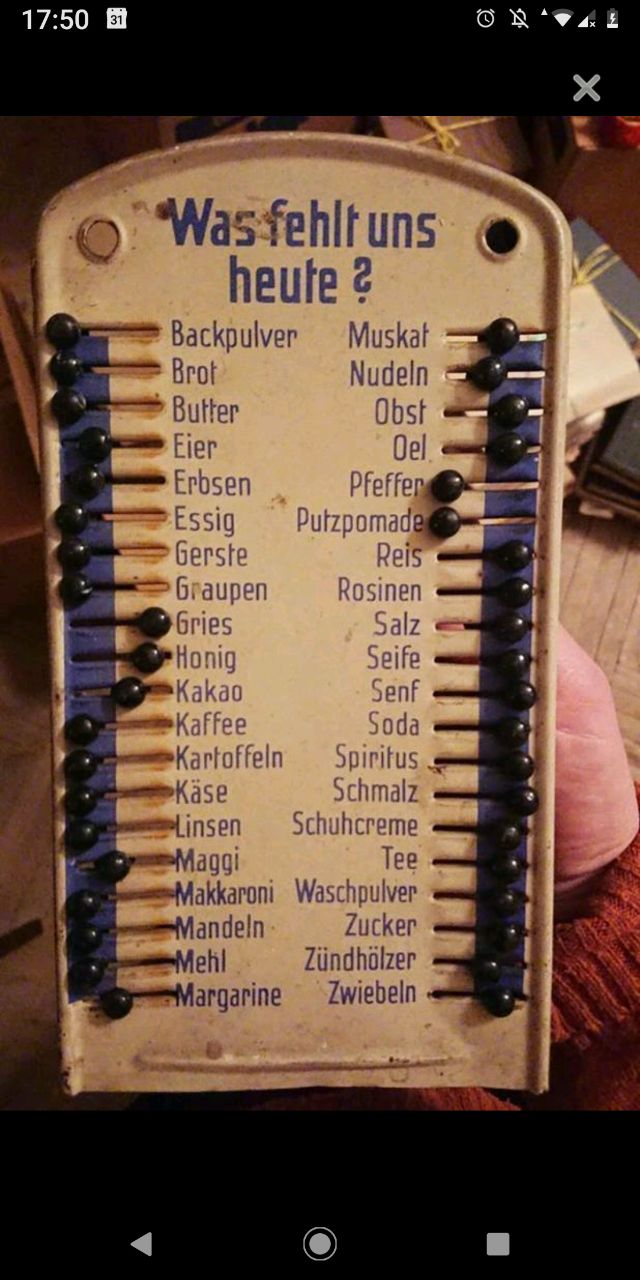 17:50
31
Was fehlt uns
heute ?
Backpulver Muskat
Brot Nudeln
Butter Obst
Eier Oel
Erbsen Pfeffer
Essig Putzpomade
Gerste Reis
Graupen Rosinen
Gries Salz
Honig Seife
Kakao Senf
Kaffee Soda
Kartoffeln Spiritus
Käse Schmalz
Linsen Schuhcreme
Maggi Tee
Makkaroni Waschpulver
Mandeln Zucker
Mehl Zündhölzer
Margarine Zwiebeln